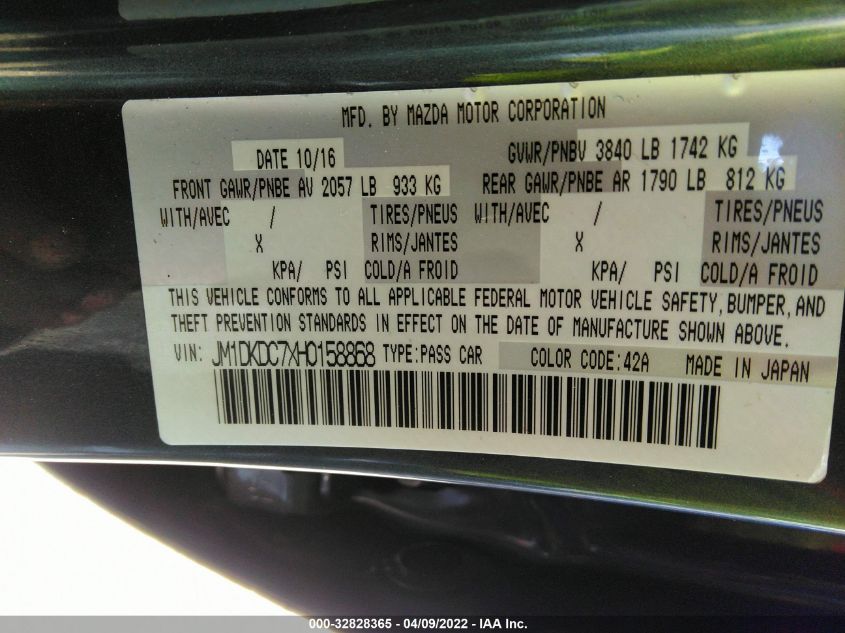 MFD. BY MAZDA MOTOR CORPORATION
DATE 10/16 GVWR/PNBV 3840 LB 1742 KG
FRONT GAWR/PNBE AV 2057 LB 933 KG REAR GAWR/PNBE AR 1790 LB 812 KG
WITH/AVEC / TIRES/PNEUS WITH/AVEC / TIRES/PNEUS
X RIMS/JANTES X RIMS/JANTES
KPA/ PSI COLD/A FROID KPA/ PSI COLD/A FROID
THIS VEHICLE CONFORMS TO ALL APPLICABLE FEDERAL MOTOR VEHICLE SAFETY, BUMPER, AND
THEFT PREVENTION STANDARDS IN EFFECT ON THE DATE OF MANUFACTURE SHOWN ABOVE.
VIN: JM1DKDC7XH0158868 TYPE:PASS CAR COLOR CODE:42A MADE IN JAPAN
000-32828365 - 04/09/2022 - IAA Inc.